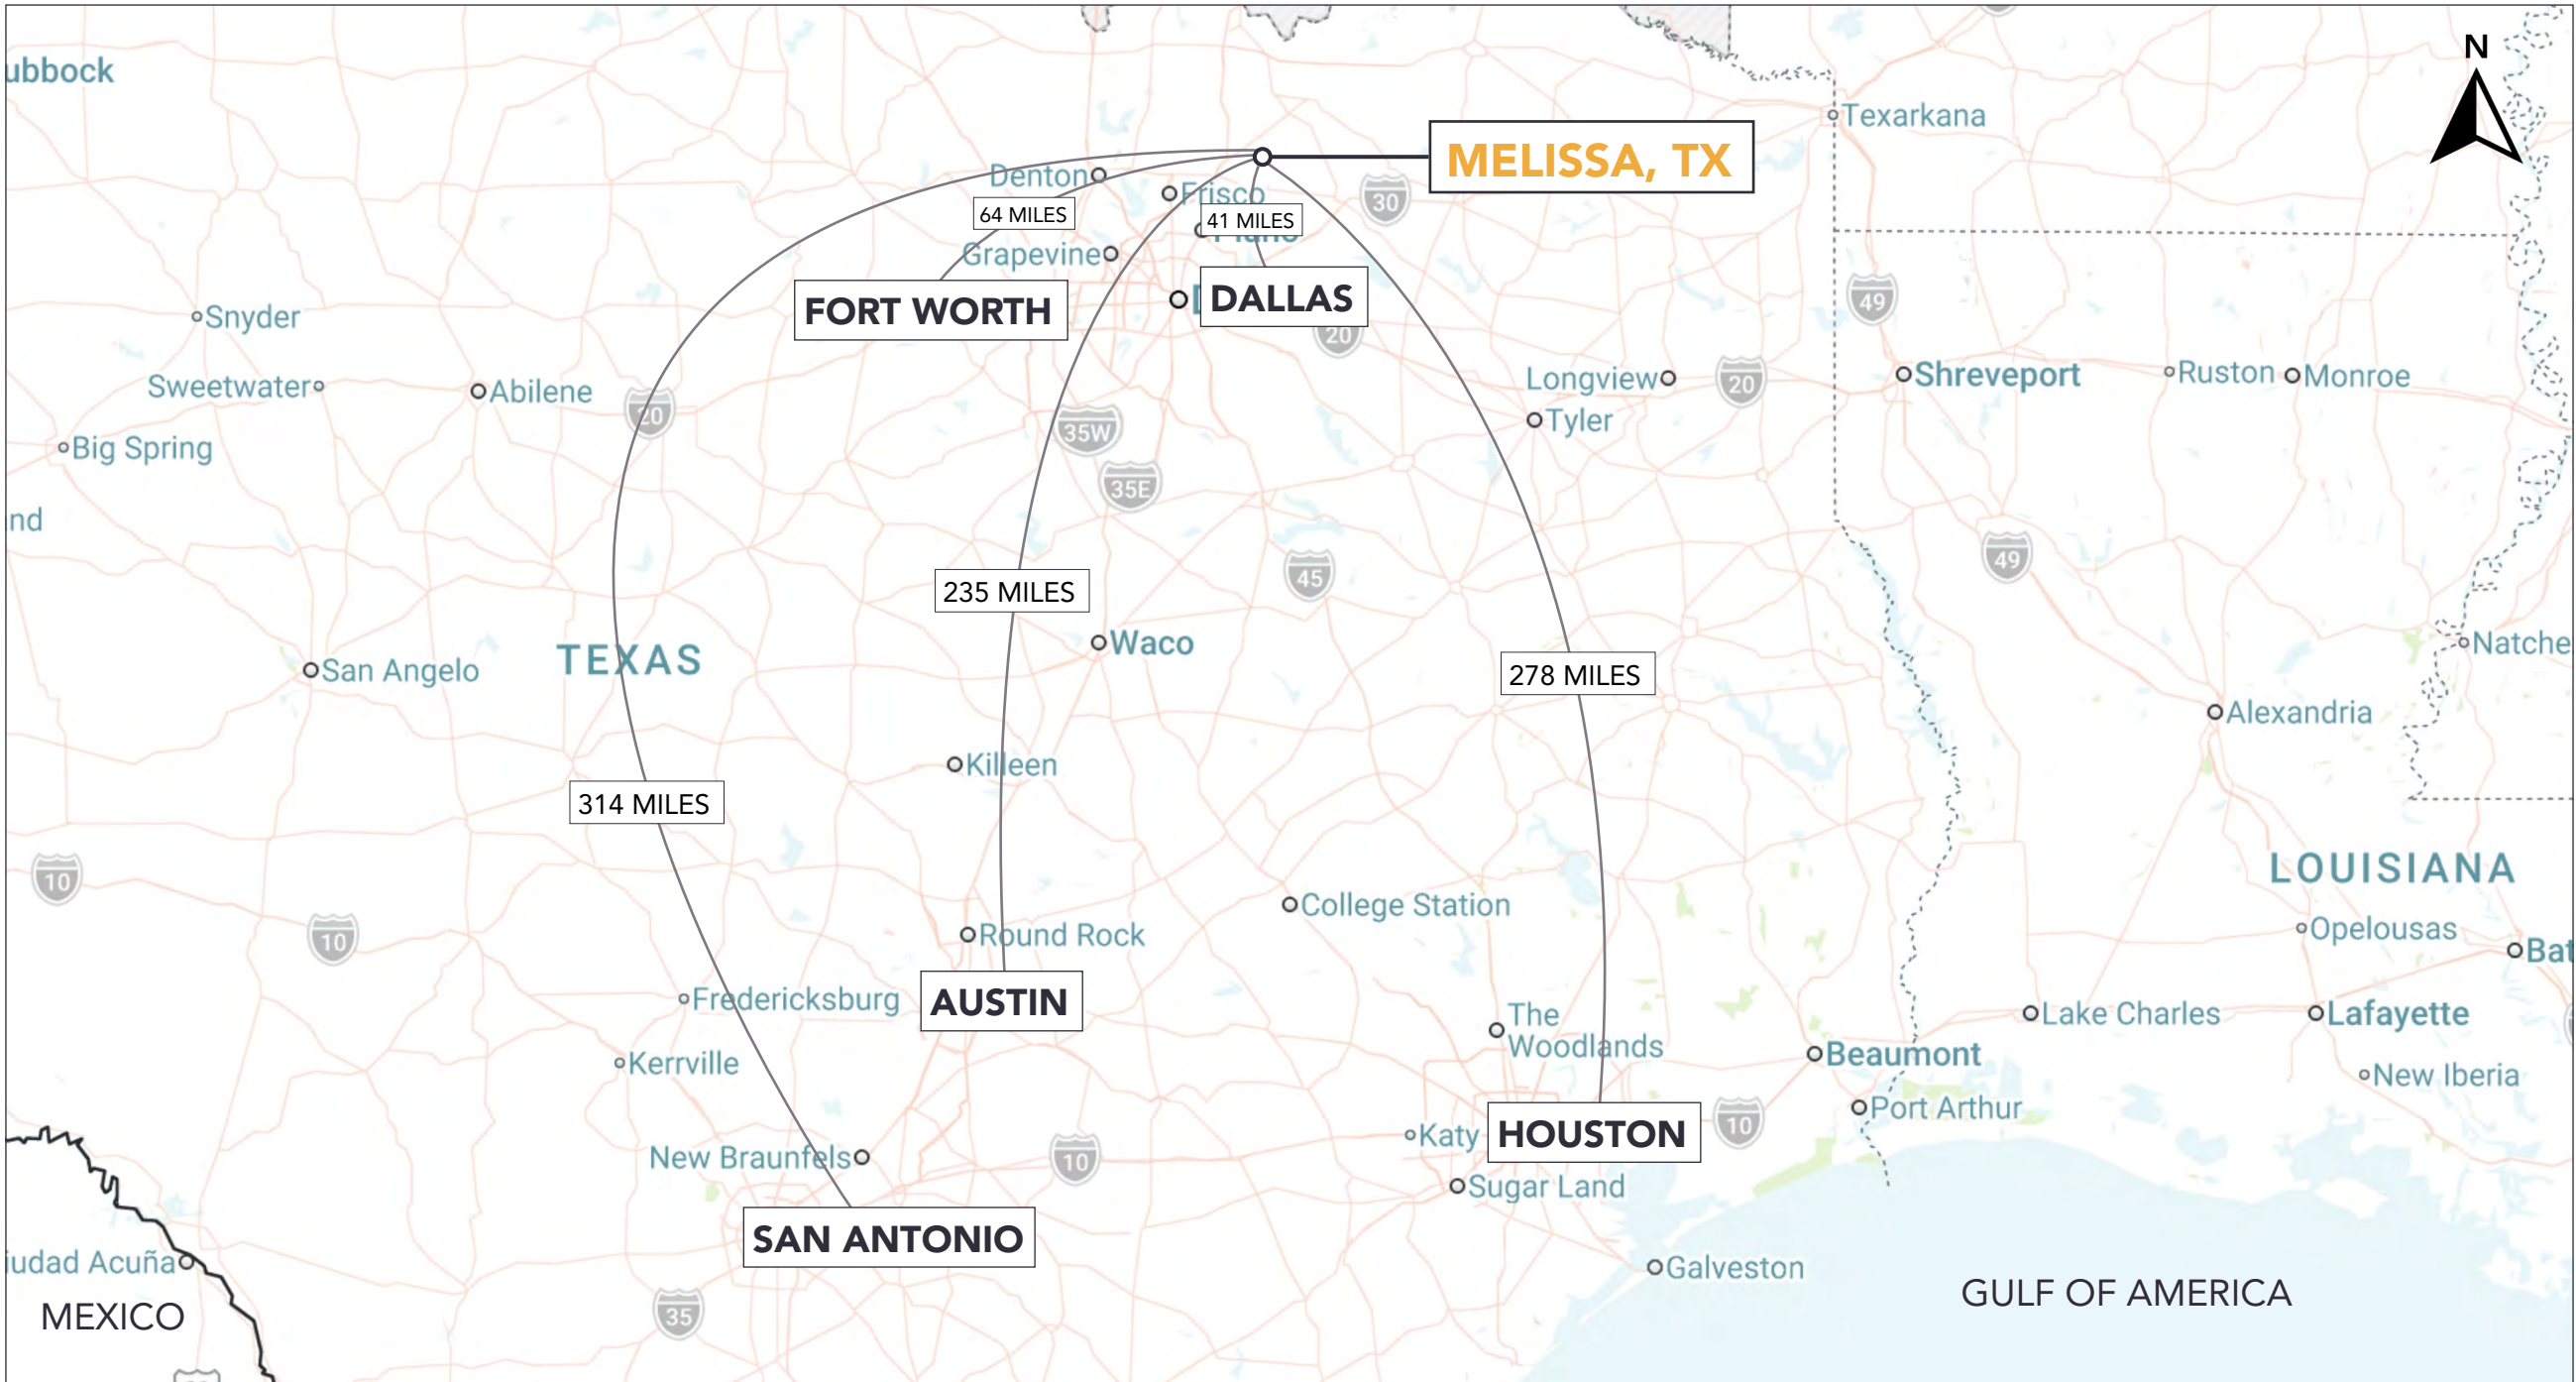 N
ubbock
Texarkana
MELISSA, TX
Denton
Frisco
30
64 MILES
41 MILES
Grapevine
FORT WORTH
DALLAS
49
Snyder
20
Longview
20
Shreveport
Ruston
Monroe
Sweetwater
Abilene
20
Tyler
35W
Big Spring
35E
nd
49
45
235 MILES
Waco
Natche
TEXAS
San Angelo
278 MILES
Alexandria
Killeen
314 MILES
10
LOUISIANA
College Station
10
Round Rock
Opelousas
Bat
Fredericksburg
AUSTIN
The
Woodlands
Lake Charles
Lafayette
Beaumont
Kerrville
New Iberia
Port Arthur
Katy
HOUSTON
10
New Braunfels
10
Sugar Land
SAN ANTONIO
iudad Acuña
Galveston
GULF OF AMERICA
MEXICO
35